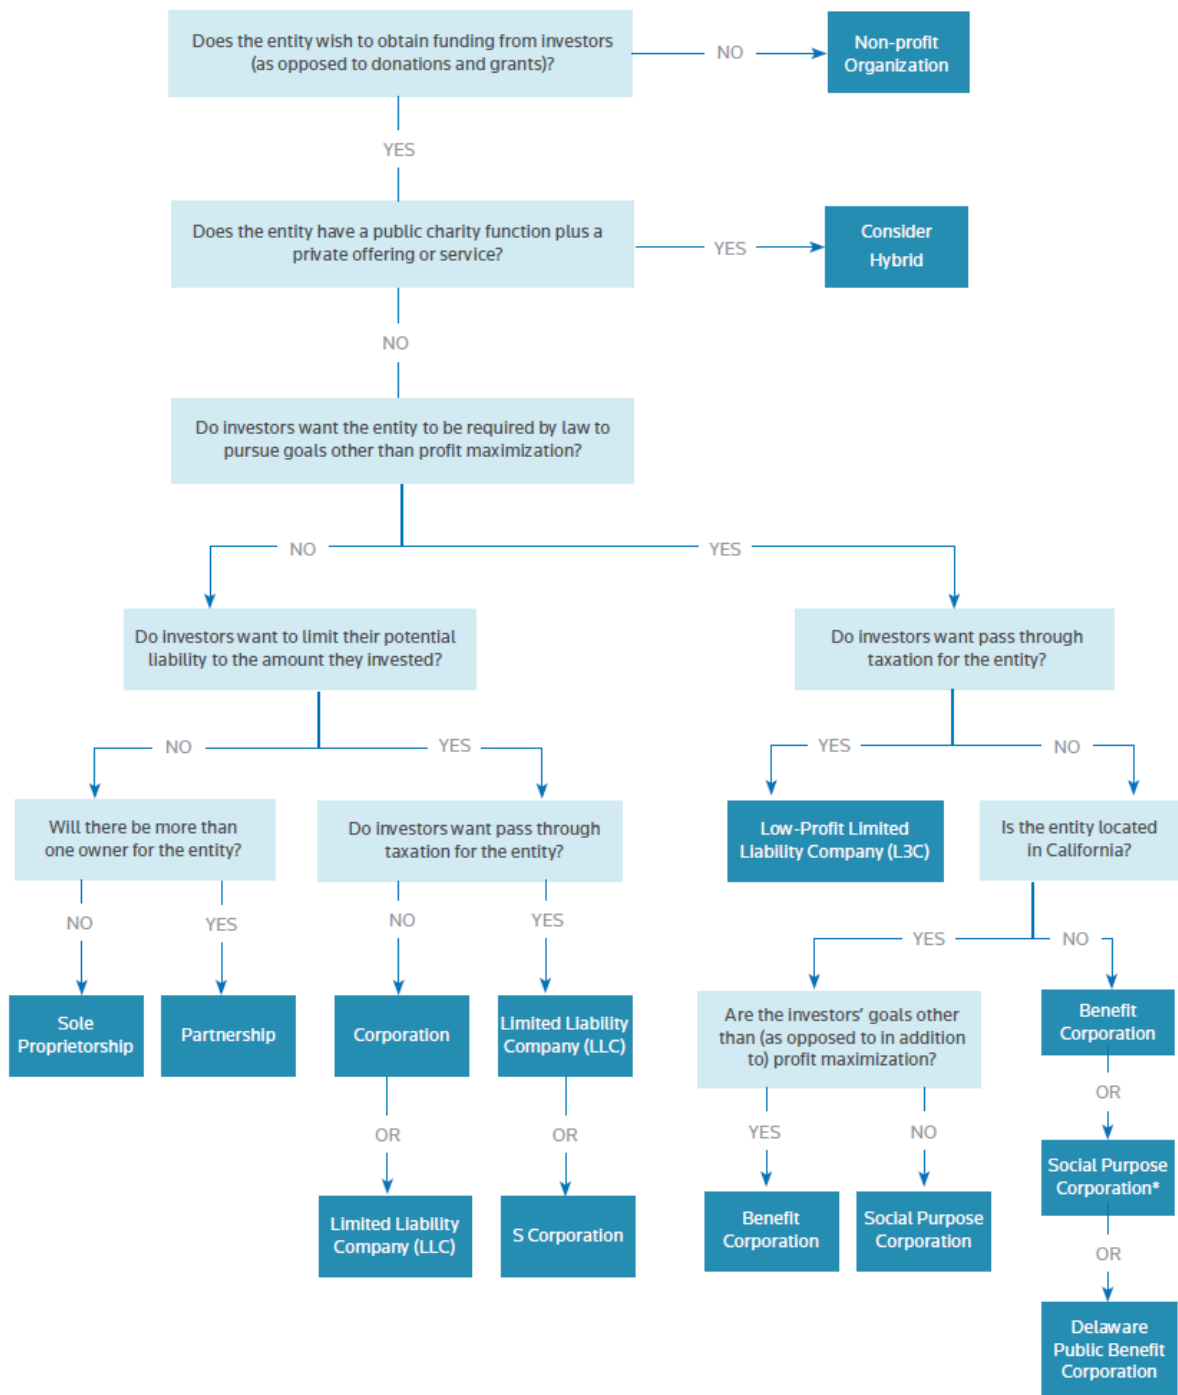 Does the entity wish to obtain funding from investors
(as opposed to donations and grants)?
NO
Non-profit
Organization
YES
Does the entity have a public charity function plus a
private offering or service?
YES
Consider
Hybrid
NO
Do investors want the entity to be required by law to
pursue goals other than profit maximization?
NO
YES
Do investors want to limit their potential
liability to the amount they invested?
Do investors want pass through
taxation for the entity?
NO
YES
YES
NO
Will there be more than
one owner for the entity?
Do investors want pass through
taxation for the entity?
Low-Profit Limited
Liability Company (L3C)
Is the entity located
in California?
NO
YES
NO
YES
YES
NO
Sole
Proprietorship
Partnership
Corporation
Limited Liability
Company (LLC)
Are the investors' goals other
than (as opposed to in addition
to) profit maximization?
Benefit
Corporation
OR
OR
YES
NO
OR
Limited Liability
Company (LLC)
S Corporation
Benefit
Corporation
Social Purpose
Corporation
Social Purpose
Corporation*
OR
Delaware
Public Benefit
Corporation